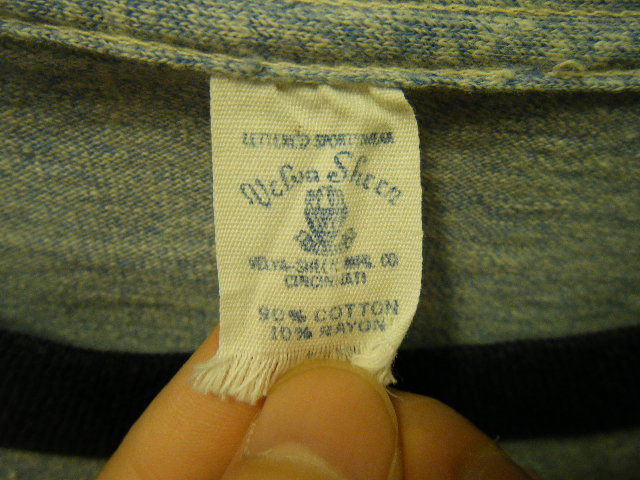 LETTERED SPORTSWEAR
Velva Sheen
VELVA-SHEEN MFG. CO
CINCINNATI
90% COTTON
10% RAYON